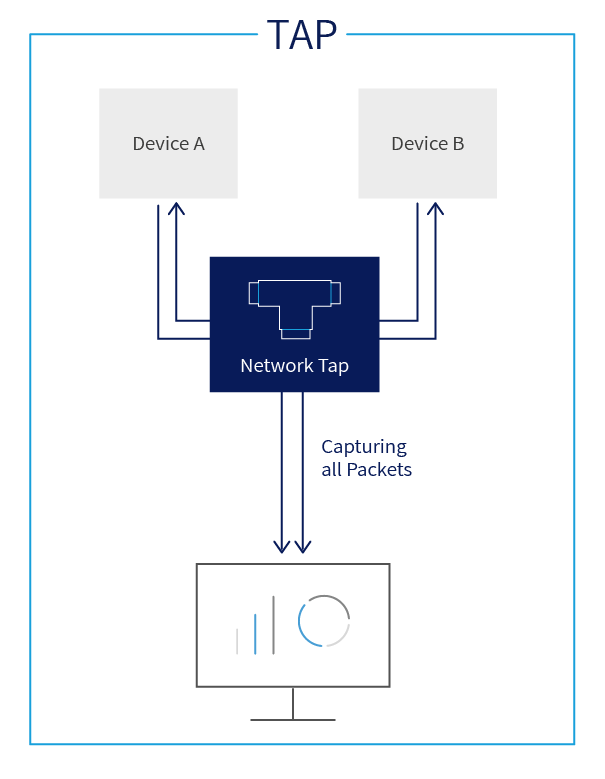 TAP
Device A
Device B
Network Tap
Capturing
all Packets